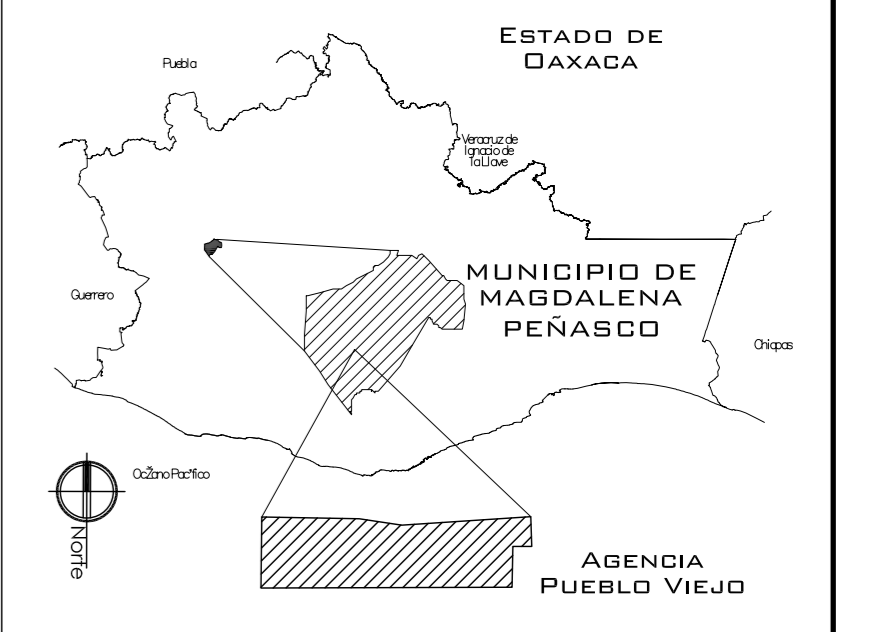 ESTADO DE
OAXACA
Puebla
Veracruz de
Ignacio de
la Llave
MUNICIPIO DE
MAGDALENA
PEÑASCO
Guerrero
Chiapas
OcŽano Pac“fico
Norte
AGENCIA
PUEBLO VIEJO